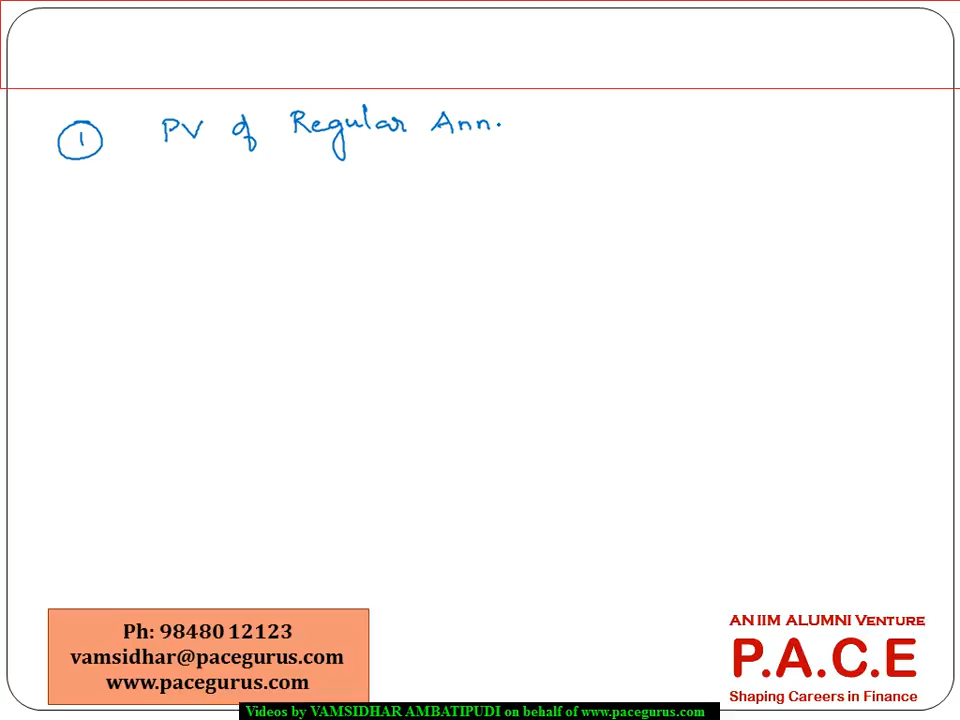 ① PV of Regular Ann.
Ph: 98480 12123
vamsidhar@pacegurus.com
www.pacegurus.com
AN IIM ALUMNI VENTURE
P.A.C.E
Shaping Careers in Finance
Videos by VAMSIDHAR AMBATIPUDI on behalf of www.pacegurus.com